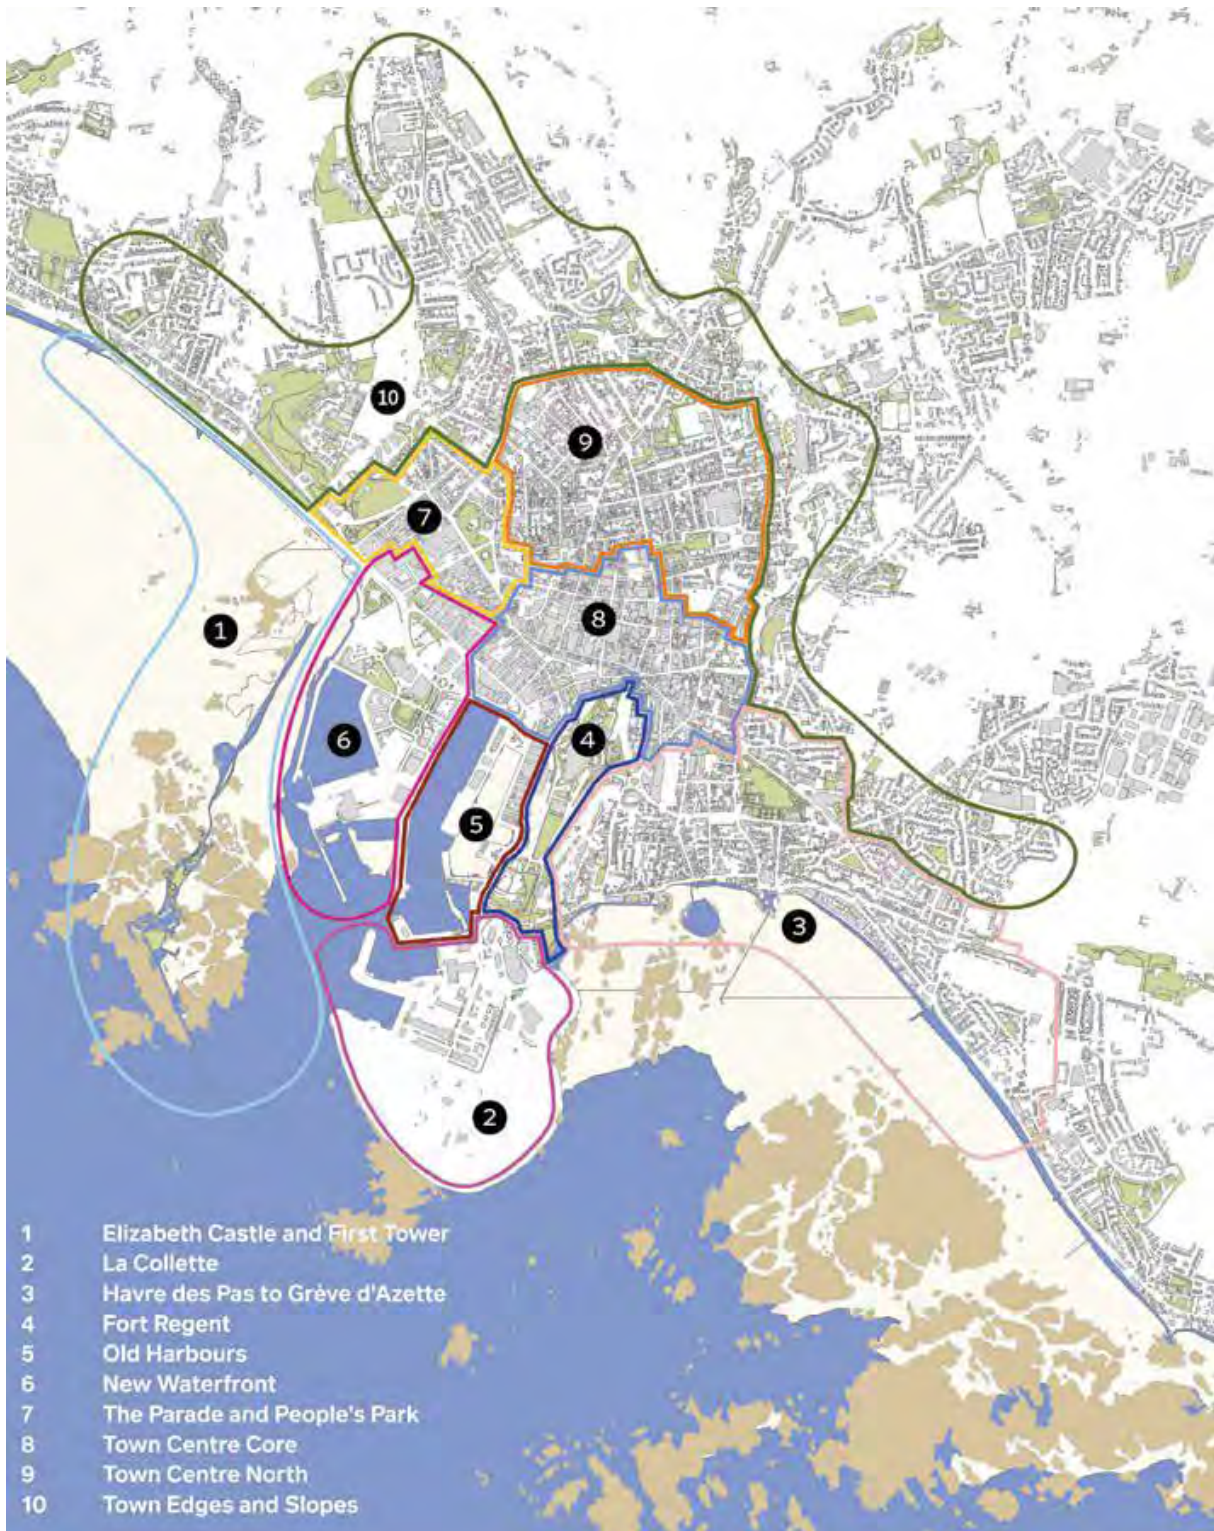 10
9
7
8
1
6
4
5
3
2
1 Elizabeth Castle and First Tower
2 La Collette
3 Havre des Pas to Grève d'Azette
4 Fort Regent
5 Old Harbours
6 New Waterfront
7 The Parade and People's Park
8 Town Centre Core
9 Town Centre North
10 Town Edges and Slopes